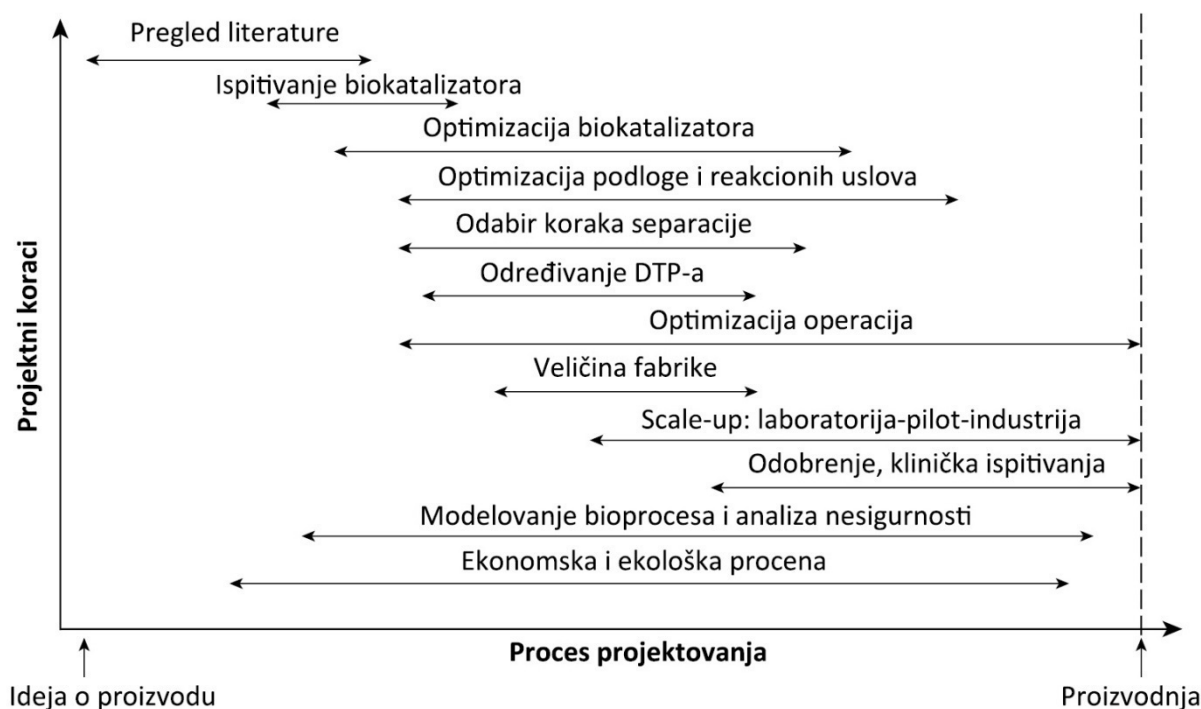 Pregled literature
Ispitivanje biokatalizatora
Optimizacija biokatalizatora
Optimizacija podloge i reakcionih uslova
Odabir koraka separacije
Određivanje DTP-a
Optimizacija operacija
Veličina fabrike
Scale-up: laboratorija-pilot-industrija
Odobrenje, klinička ispitivanja
Modelovanje bioprocesa i analiza nesigurnosti
Ekonomska i ekološka procena
Projektni koraci
Proces projektovanja
Ideja o proizvodu
Proizvodnja